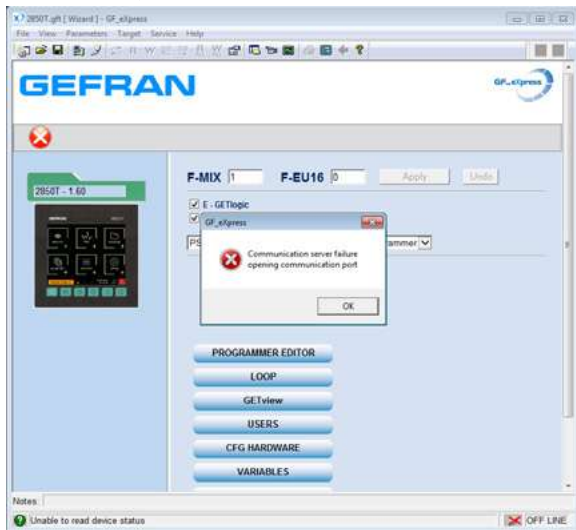 2850T.gft [ Wizard ] - GF_eXpress
File View Parameters Target Service Help
GEFRAN
GF_eXpress
2850T - 1.60
F-MIX 1 F-EU16 0 Apply Undo
E - GETlogic
GF_eXpress
Communication server failure
opening communication port
OK
PROGRAMMER EDITOR
LOOP
GETview
USERS
CFG HARDWARE
VARIABLES
Notes:
Unable to read device status
OFF LINE